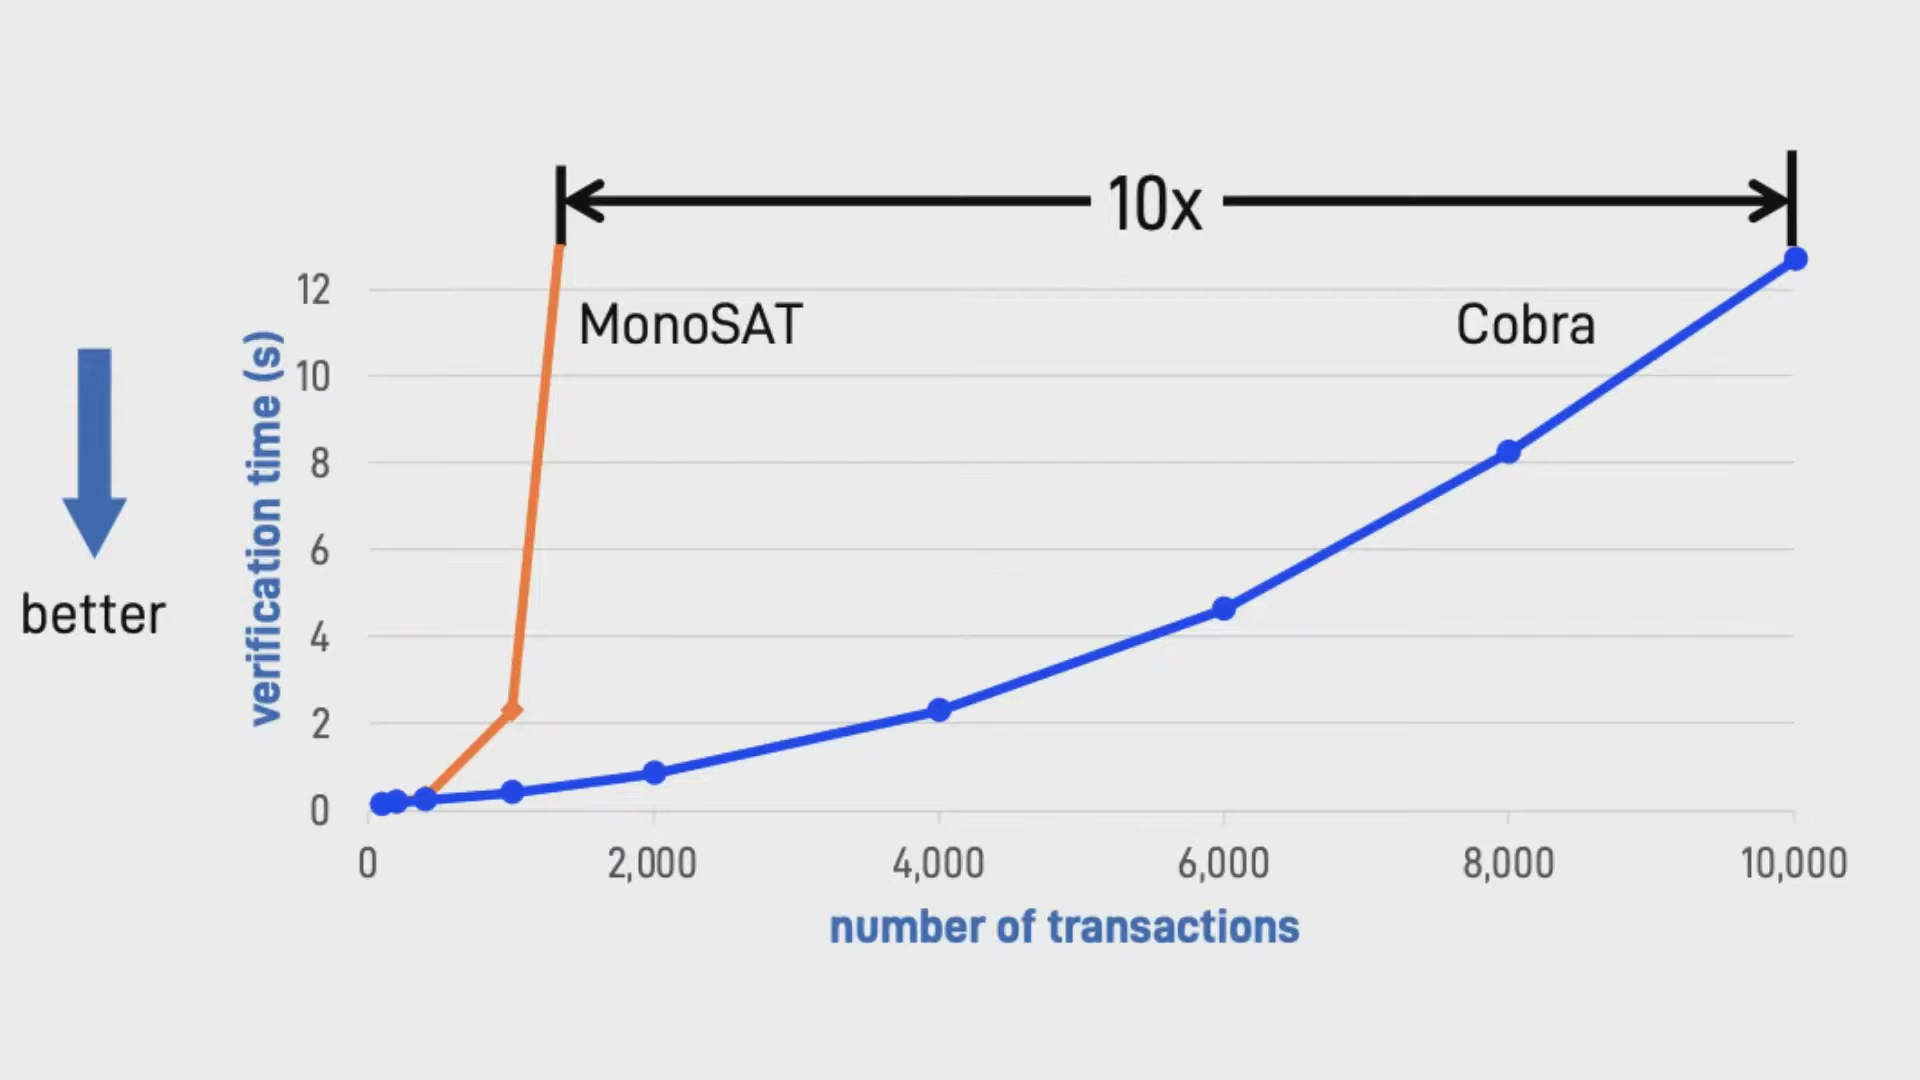 10x
MonoSAT
Cobra
better
verification time (s)
12
10
8
6
4
2
0
0 2,000 4,000 6,000 8,000 10,000
number of transactions